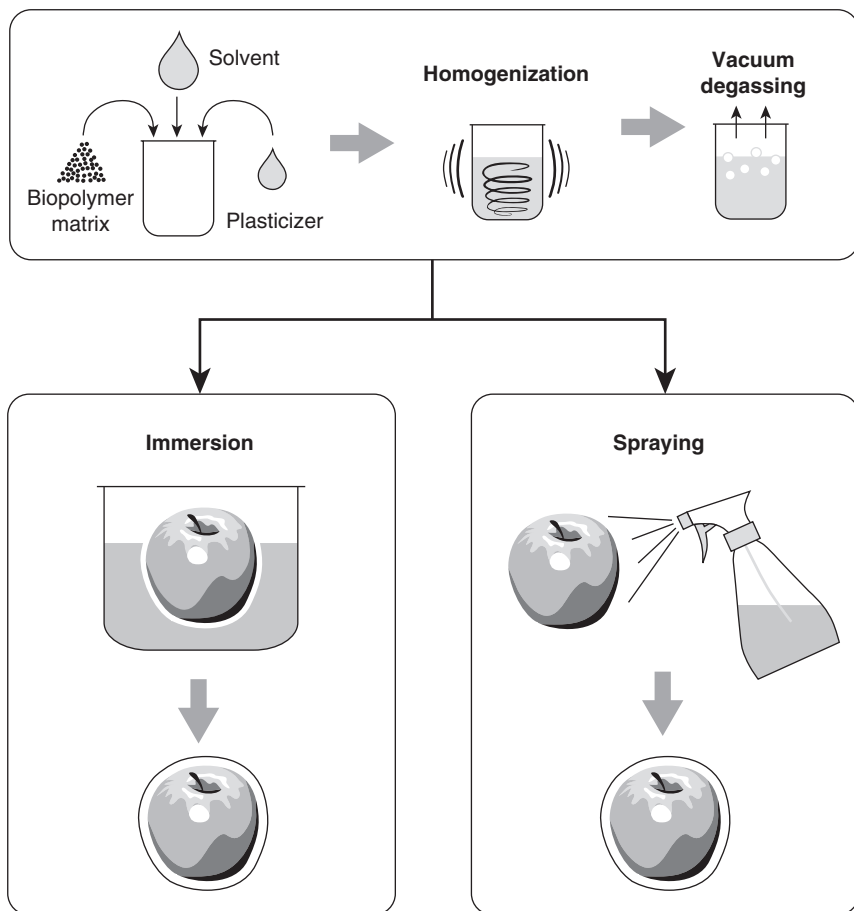 Solvent
Biopolymer
matrix
Plasticizer
Homogenization
Vacuum
degassing
Immersion
Spraying